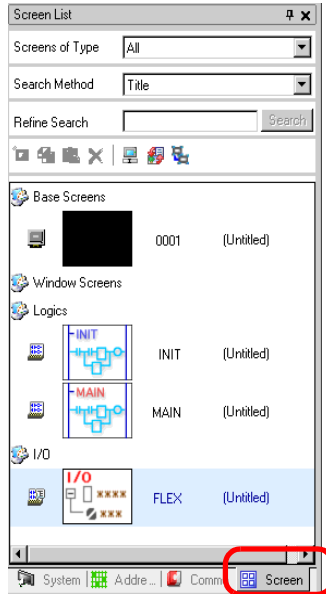 Screen List
Screens of Type All
Search Method Title
Refine Search Search
Base Screens
0001 (Untitled)
Window Screens
Logics
INIT
INIT (Untitled)
MAIN
MAIN (Untitled)
I/O
I/O
****
***
FLEX (Untitled)
System Addre... Comm Screen